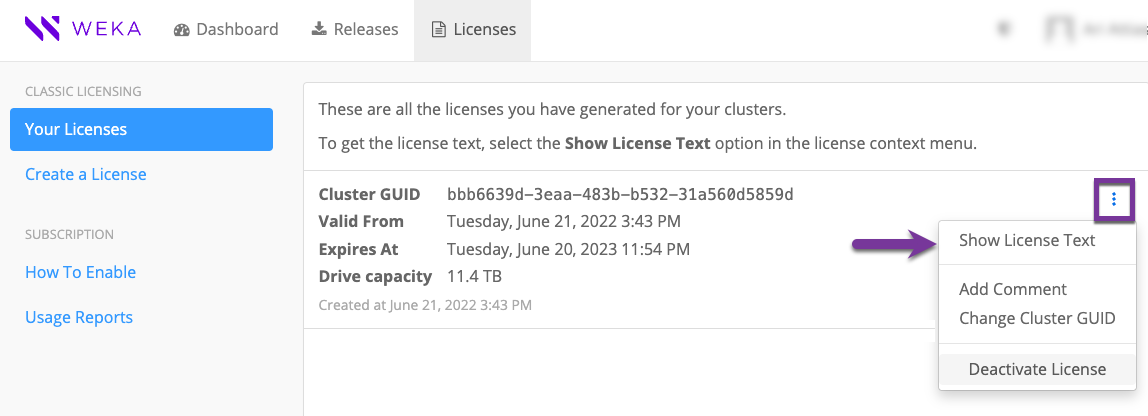 WEKA Dashboard Releases Licenses
CLASSIC LICENSING
Your Licenses
Create a License
SUBSCRIPTION
How To Enable
Usage Reports
These are all the licenses you have generated for your clusters.
To get the license text, select the Show License Text option in the license context menu.
Cluster GUID bbb6639d-3eaa-483b-b532-31a560d5859d
Valid From Tuesday, June 21, 2022 3:43 PM
Expires At Tuesday, June 20, 2023 11:54 PM
Drive capacity 11.4 TB
Created at June 21, 2022 3:43 PM
Show License Text
Add Comment
Change Cluster GUID
Deactivate License